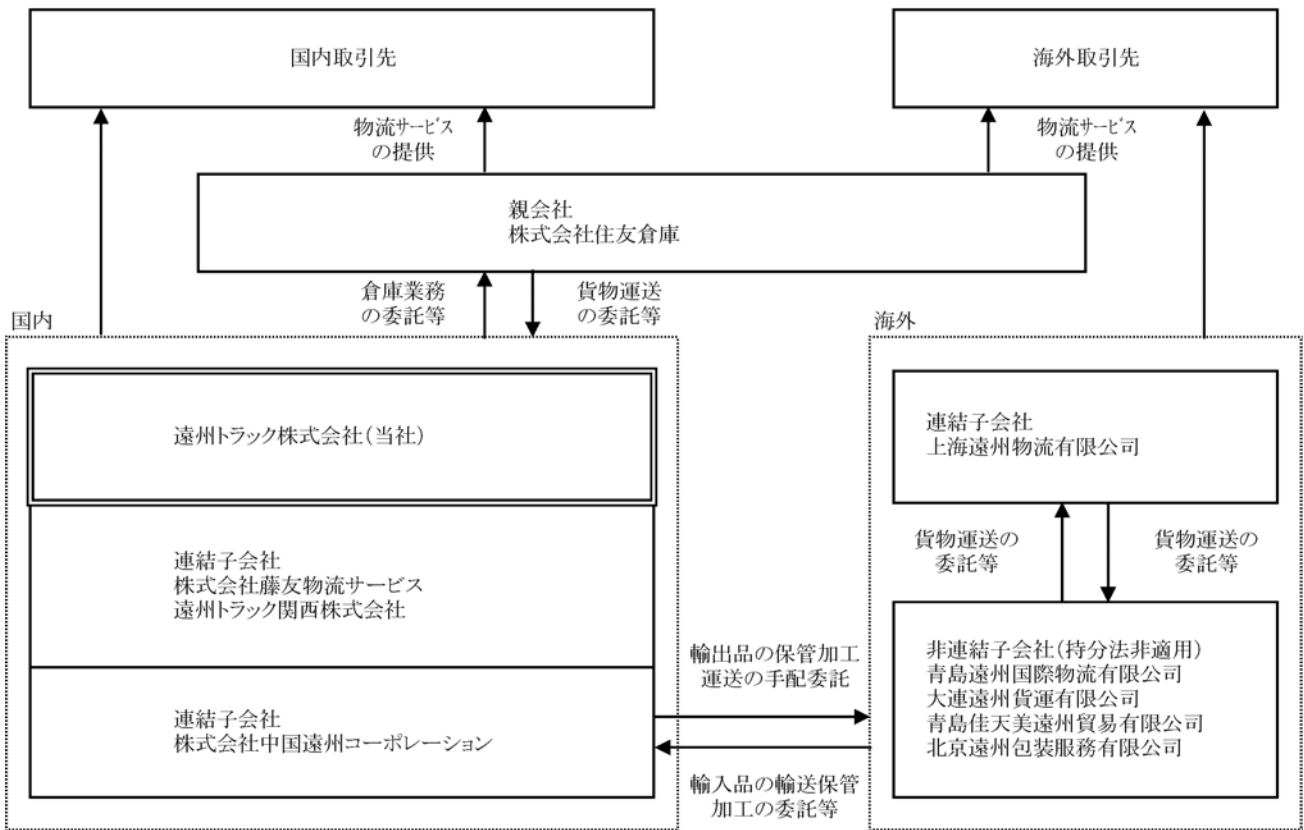 国内取引先
海外取引先
物流サービス
の提供
物流サービス
の提供
親会社
株式会社住友倉庫
倉庫業務
の委託等
貨物運送
の委託等
国内
海外
遠州トラック株式会社(当社)
連結子会社
株式会社藤友物流サービス
遠州トラック関西株式会社
連結子会社
株式会社中国遠州コーポレーション
輸出品の保管加工
運送の手配委託
輸入品の輸送保管
加工の委託等
連結子会社
上海遠州物流有限公司
貨物運送の
委託等
貨物運送の
委託等
非連結子会社(持分法非適用)
青島遠州国際物流有限公司
大連遠州貨運有限公司
青島佳天美遠州貿易有限公司
北京遠州包装服務有限公司